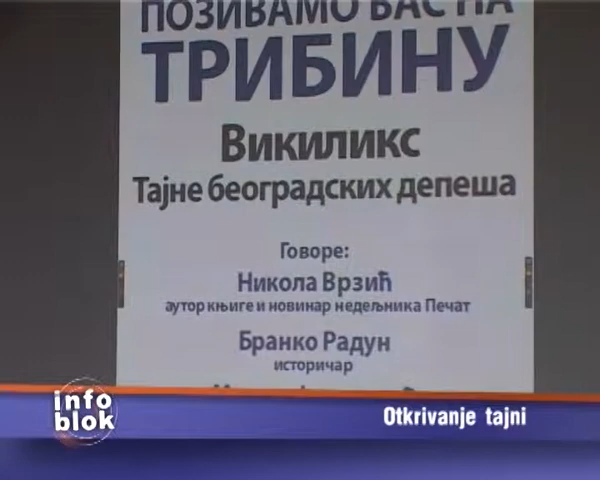 ПОЗИВАМО ВАС НА
ТРИБИНУ
Викиликс
Тајне београдских депеша
Говоре:
Никола Врзић
аутор књиге и новинар недељника Печат
Бранко Радун
историчар
info
blok
Otkrivanje tajni